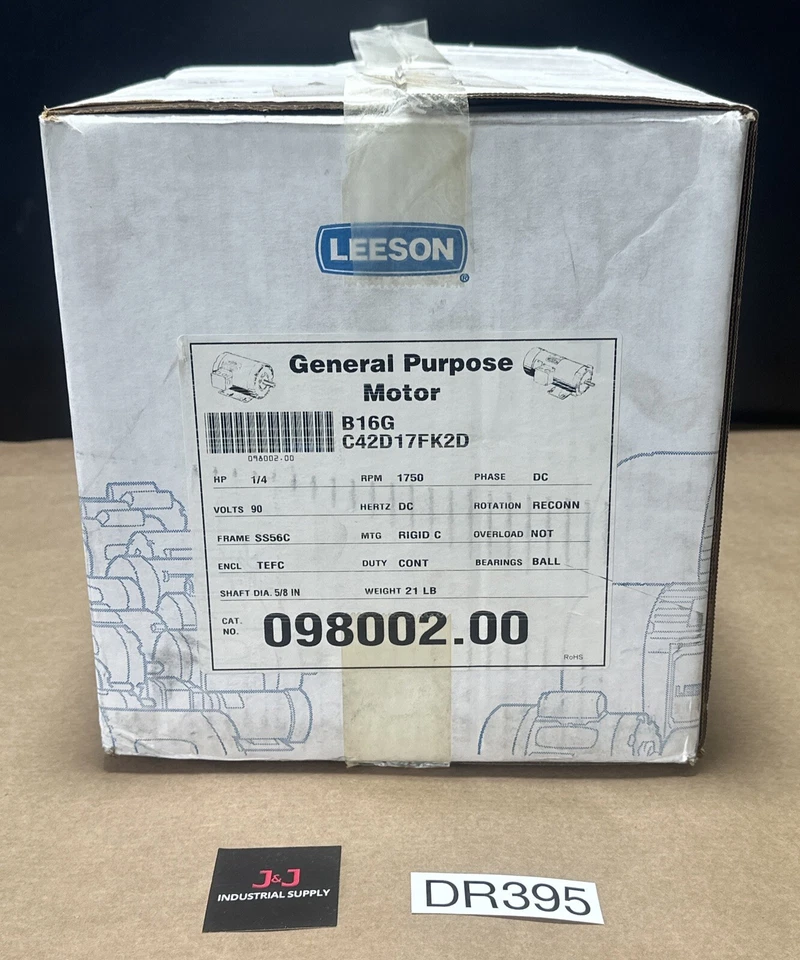 LEESON
®
General Purpose
Motor
B16G
C42D17FK2D
098002.00
HP 1/4 RPM 1750 PHASE DC
VOLTS 90 HERTZ DC ROTATION RECONN
FRAME SS56C MTG RIGID C OVERLOAD NOT
ENCL TEFC DUTY CONT BEARINGS BALL
SHAFT DIA. 5/8 IN WEIGHT 21 LB
CAT. NO. 098002.00
RoHS
J&J
INDUSTRIAL SUPPLY
DR395